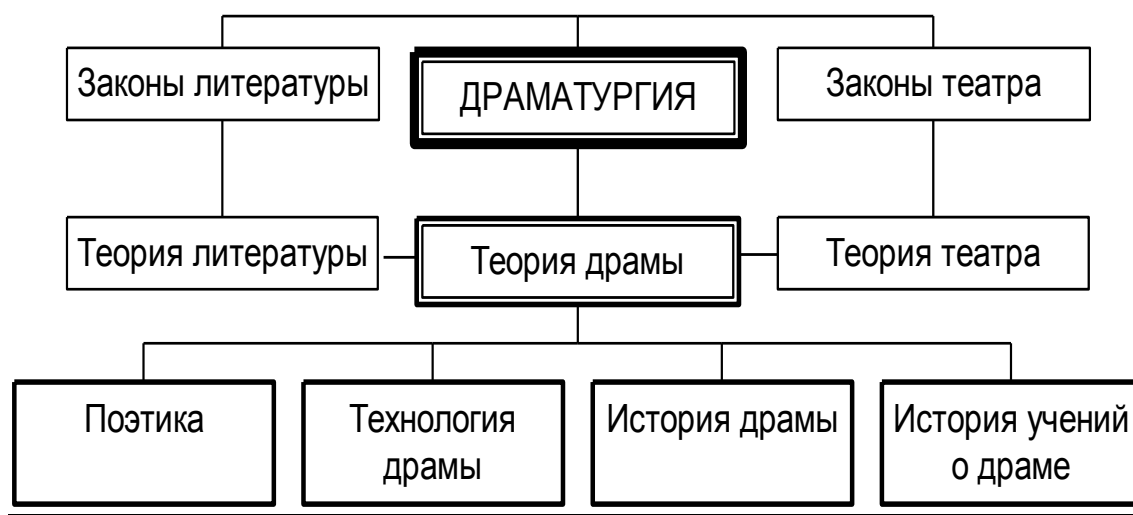 Законы литературы
ДРАМАТУРГИЯ
Законы театра
Теория литературы
Теория драмы
Теория театра
Поэтика
Технология
драмы
История драмы
История учений
о драме